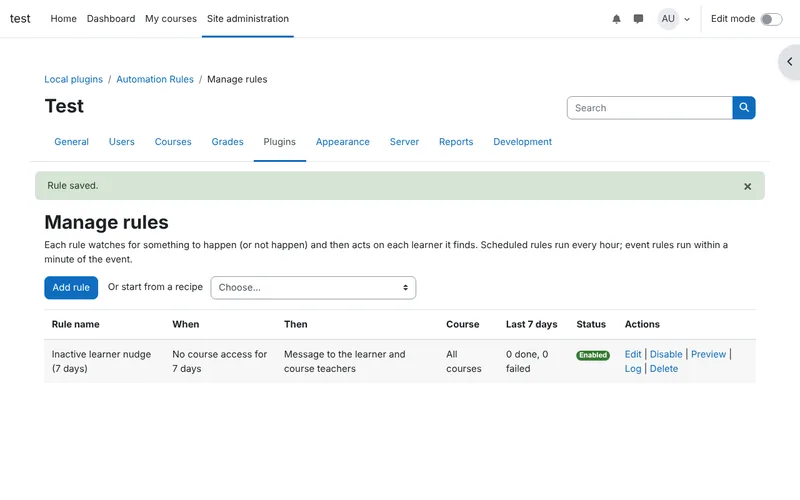 test Home Dashboard My courses Site administration AU Edit mode
Local plugins / Automation Rules / Manage rules
Test
Search
General Users Courses Grades Plugins Appearance Server Reports Development
Rule saved. ×
Manage rules
Each rule watches for something to happen (or not happen) and then acts on each learner it finds. Scheduled rules run every hour; event rules run within a
minute of the event.
Add rule Or start from a recipe Choose...
Rule name When Then Course Last 7 days Status Actions
Inactive learner nudge No course access for Message to the learner and All 0 done, 0 Enabled Edit | Disable | Preview |
(7 days) 7 days course teachers courses failed Log | Delete